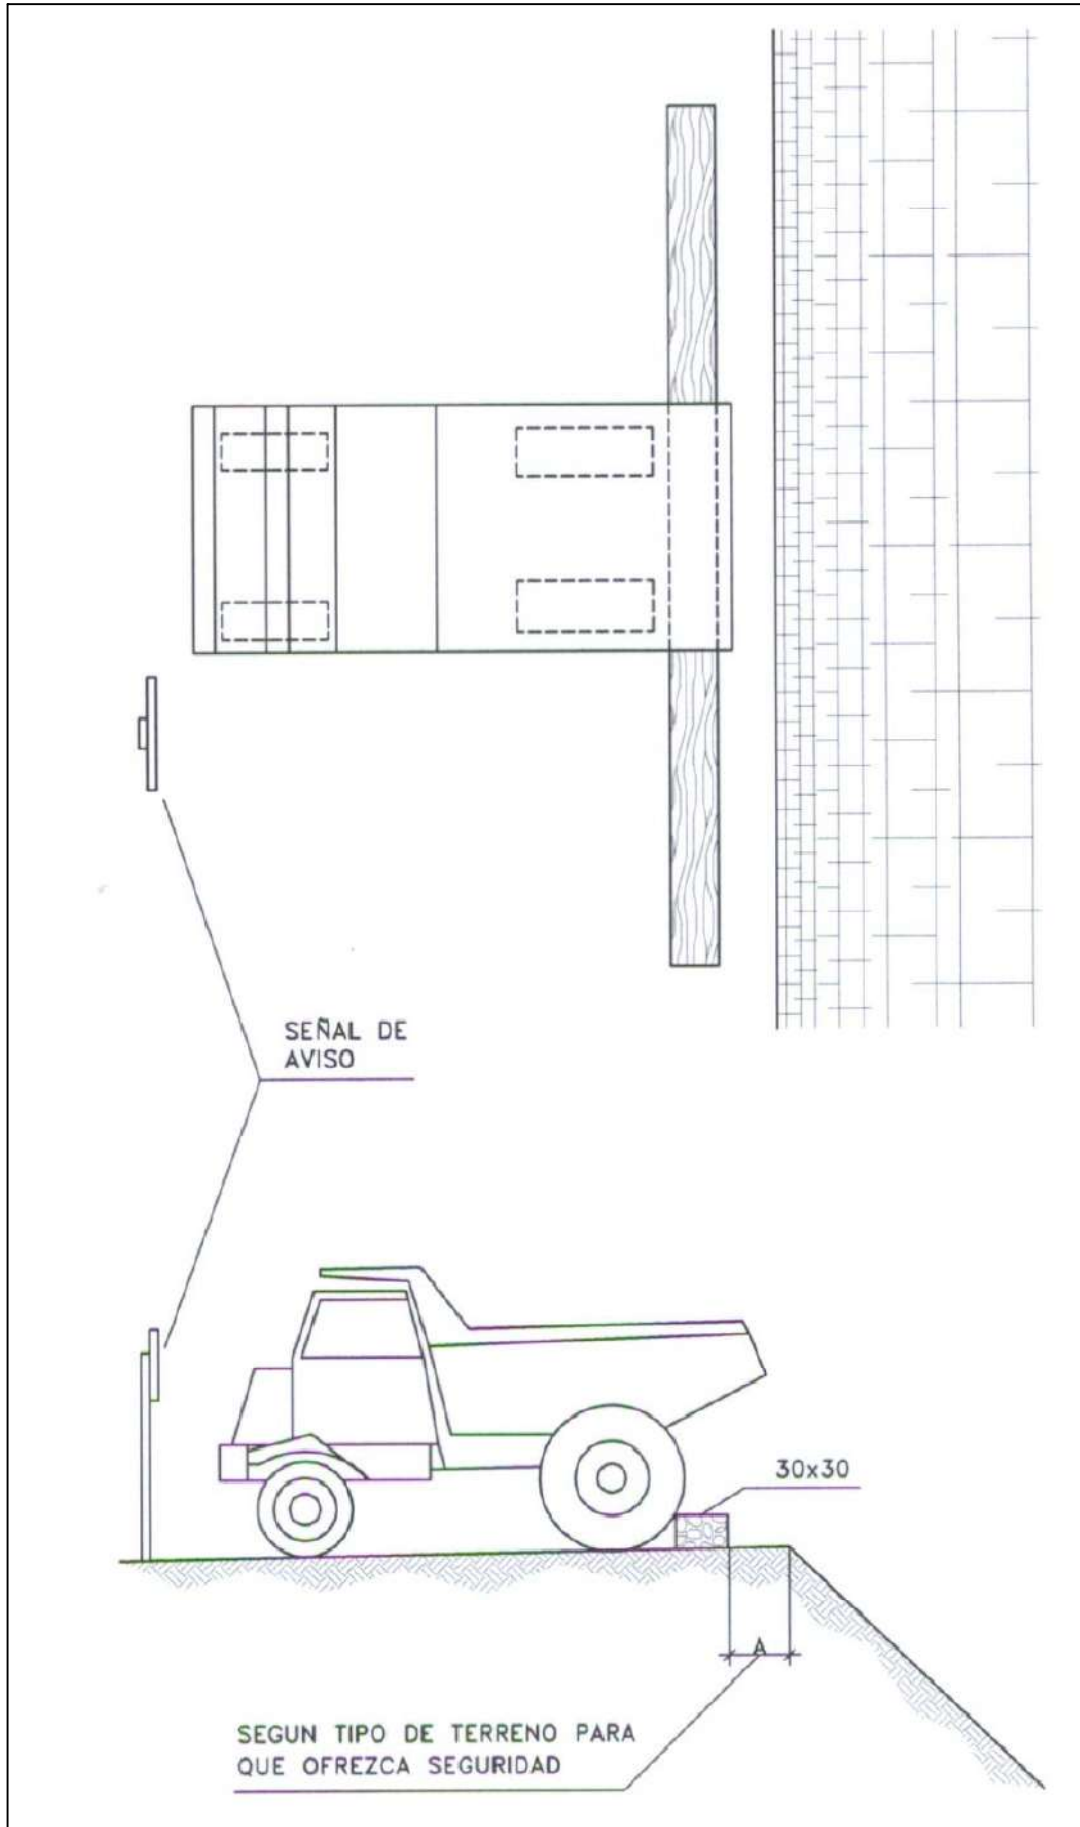 SEÑAL DE
AVISO
30x30
A
SEGUN TIPO DE TERRENO PARA
QUE OFREZCA SEGURIDAD